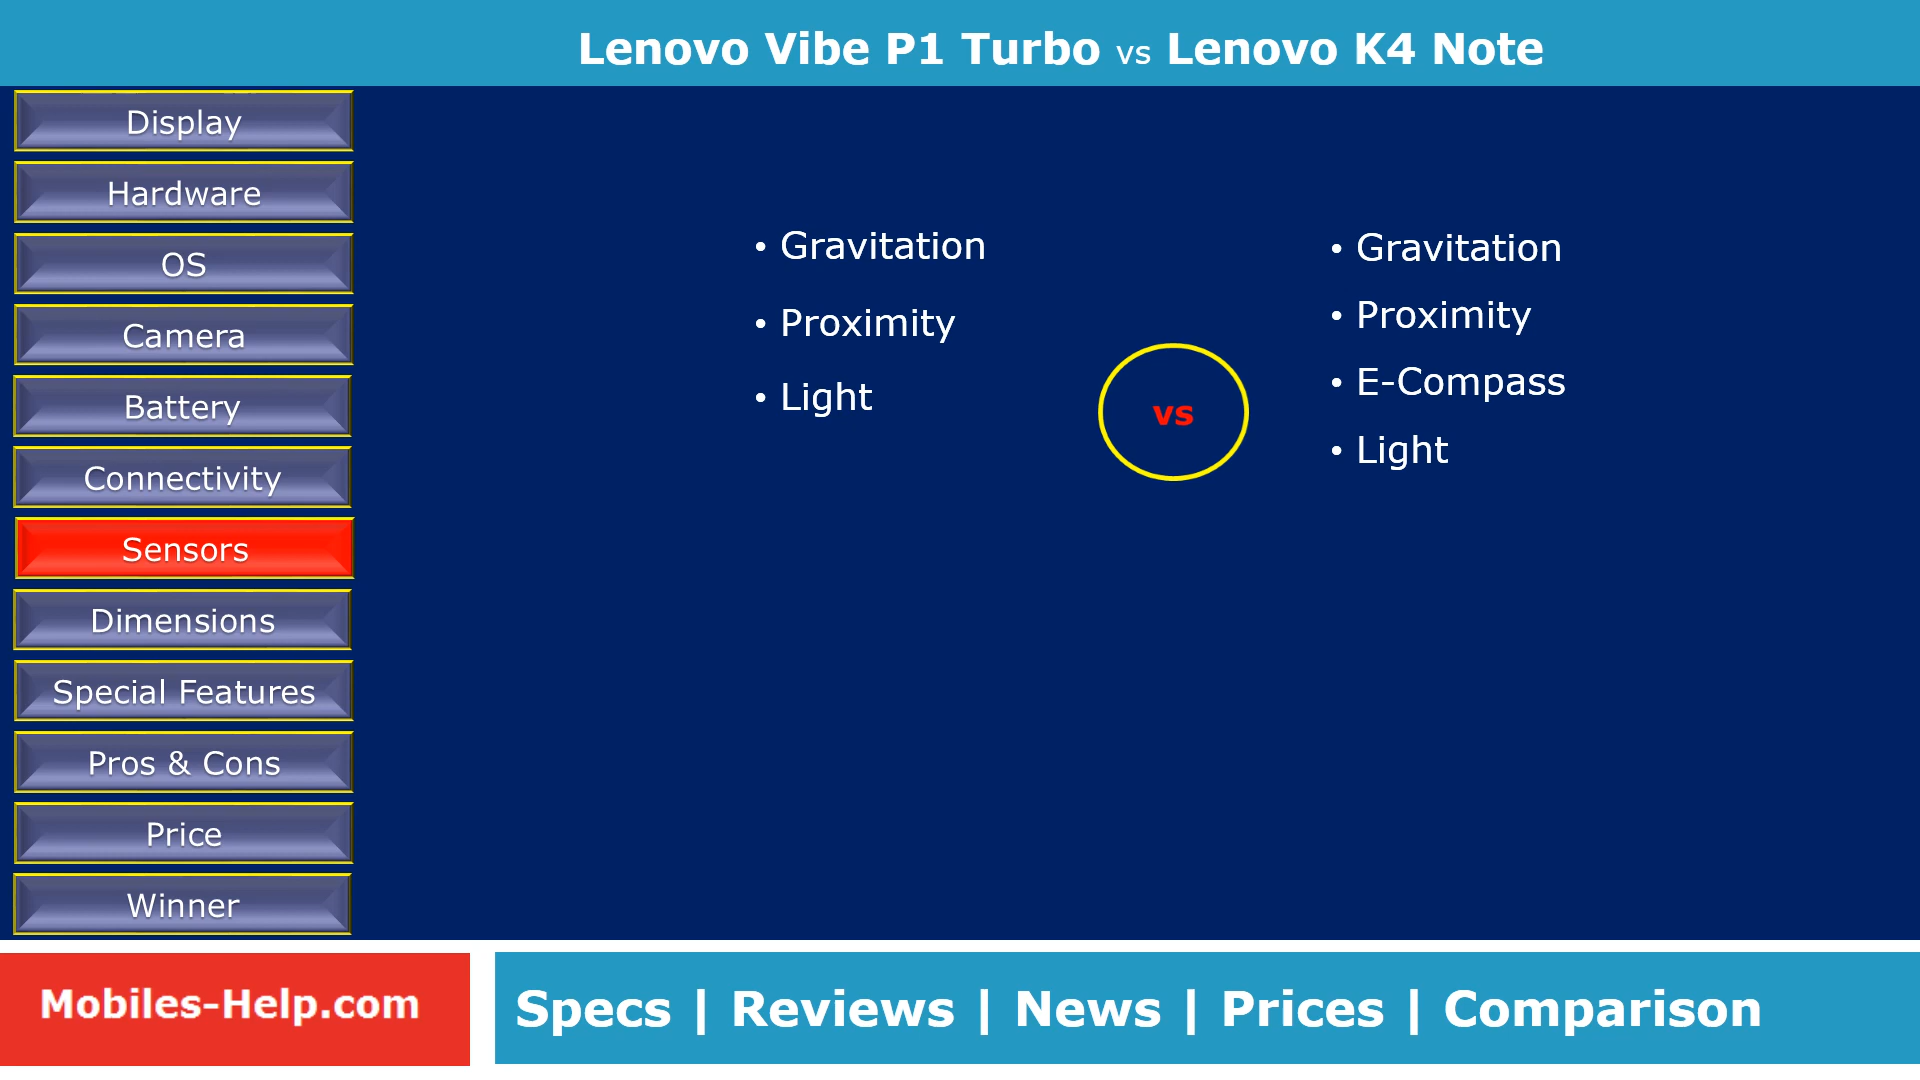 Lenovo Vibe P1 Turbo vs Lenovo K4 Note
Display
Hardware
OS
Camera
Battery
Connectivity
Sensors
Dimensions
Special Features
Pros & Cons
Price
Winner
• Gravitation
• Proximity
• Light
vs
• Gravitation
• Proximity
• E-Compass
• Light
Mobiles-Help.com
Specs | Reviews | News | Prices | Comparison